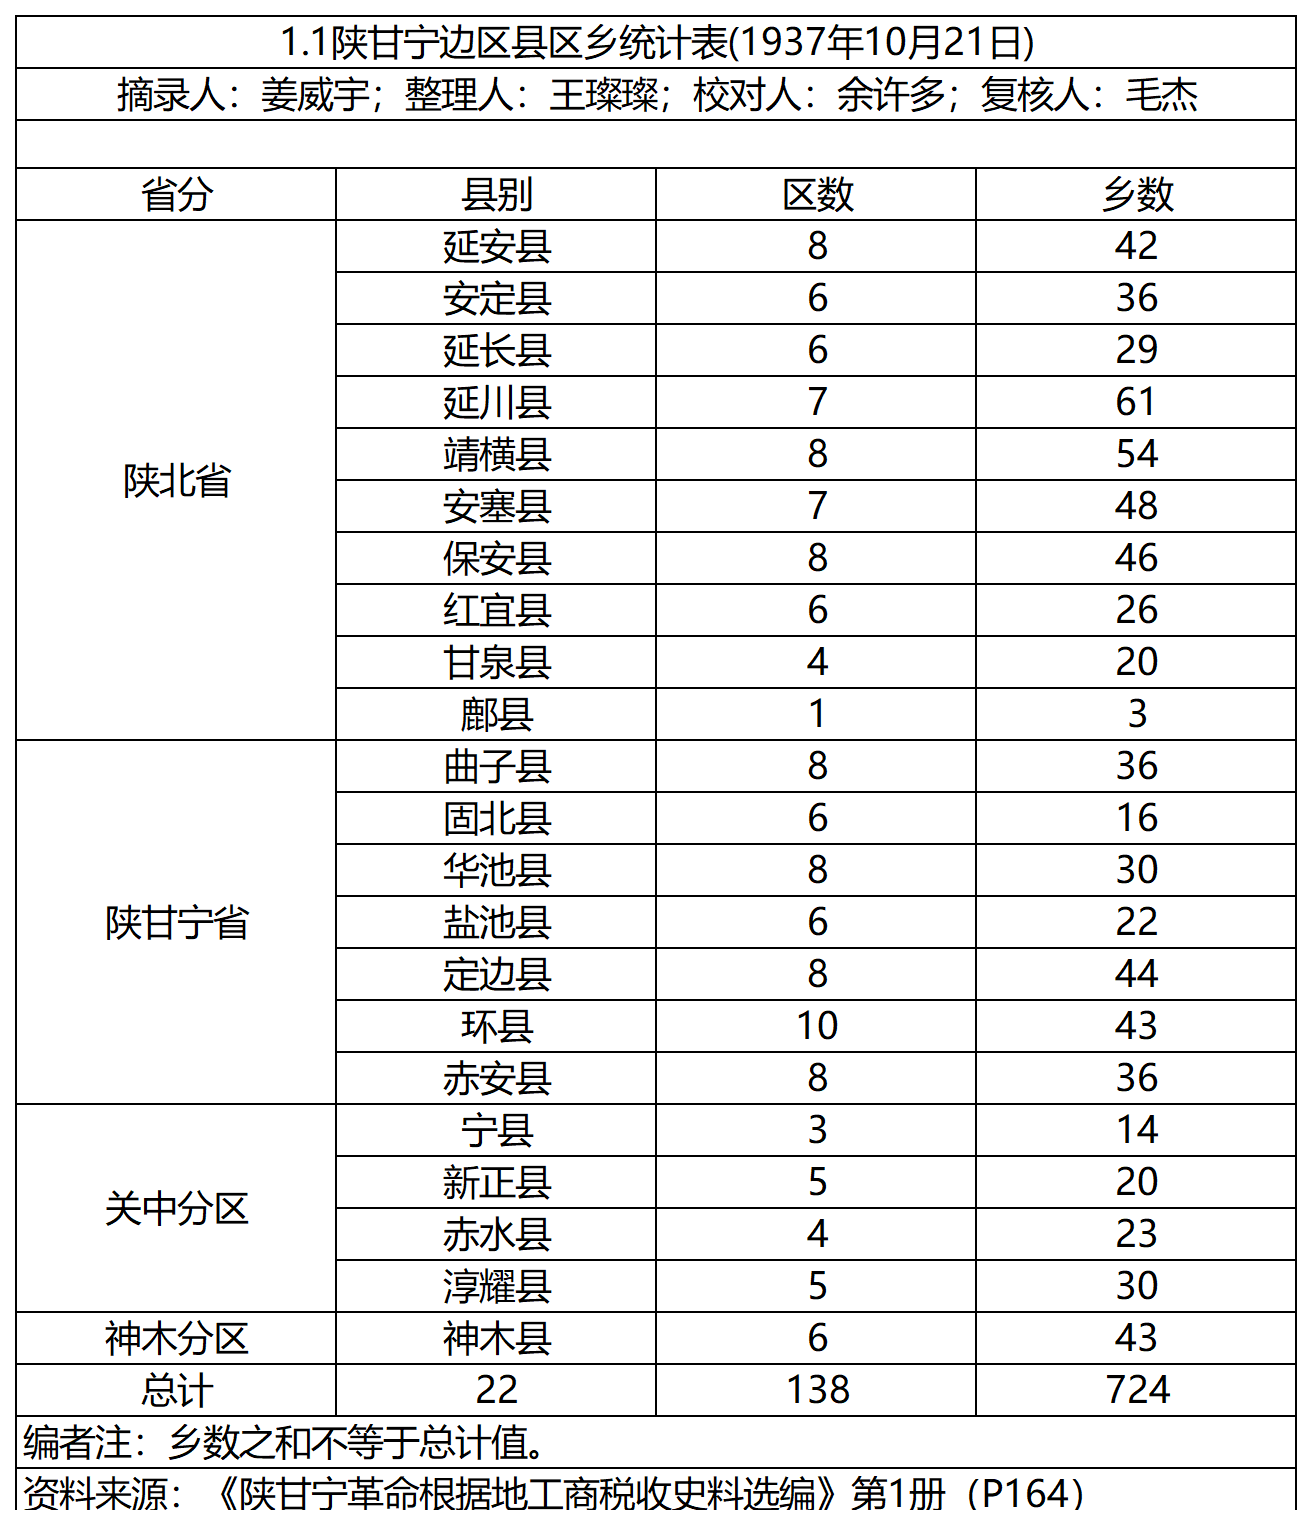 1.1陕甘宁边区县区乡统计表(1937年10月21日)
摘录人：姜威宇；整理人：王璨璨；校对人：余许多；复核人：毛杰
省分 县别 区数 乡数
陕北省 延安县 8 42
安定县 6 36
延长县 6 29
延川县 7 61
靖横县 8 54
安塞县 7 48
保安县 8 46
红宜县 6 26
甘泉县 4 20
鄜县 1 3
陕甘宁省 曲子县 8 36
固北县 6 16
华池县 8 30
盐池县 6 22
定边县 8 44
环县 10 43
赤安县 8 36
关中分区 宁县 3 14
新正县 5 20
赤水县 4 23
淳耀县 5 30
神木分区 神木县 6 43
总计 22 138 724
编者注：乡数之和不等于总计值。
资料来源：《陕甘宁革命根据地工商税收史料选编》第1册（P164）